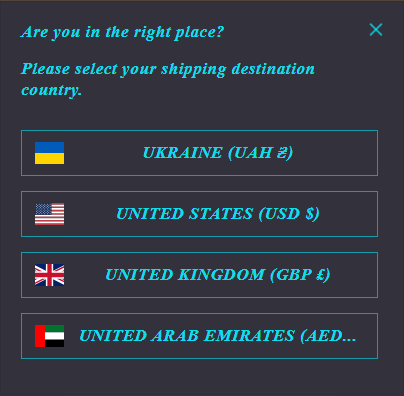 Are you in the right place?
Please select your shipping destination
country.
UKRAINE (UAH ₴)
UNITED STATES (USD $)
UNITED KINGDOM (GBP £)
UNITED ARAB EMIRATES (AED...